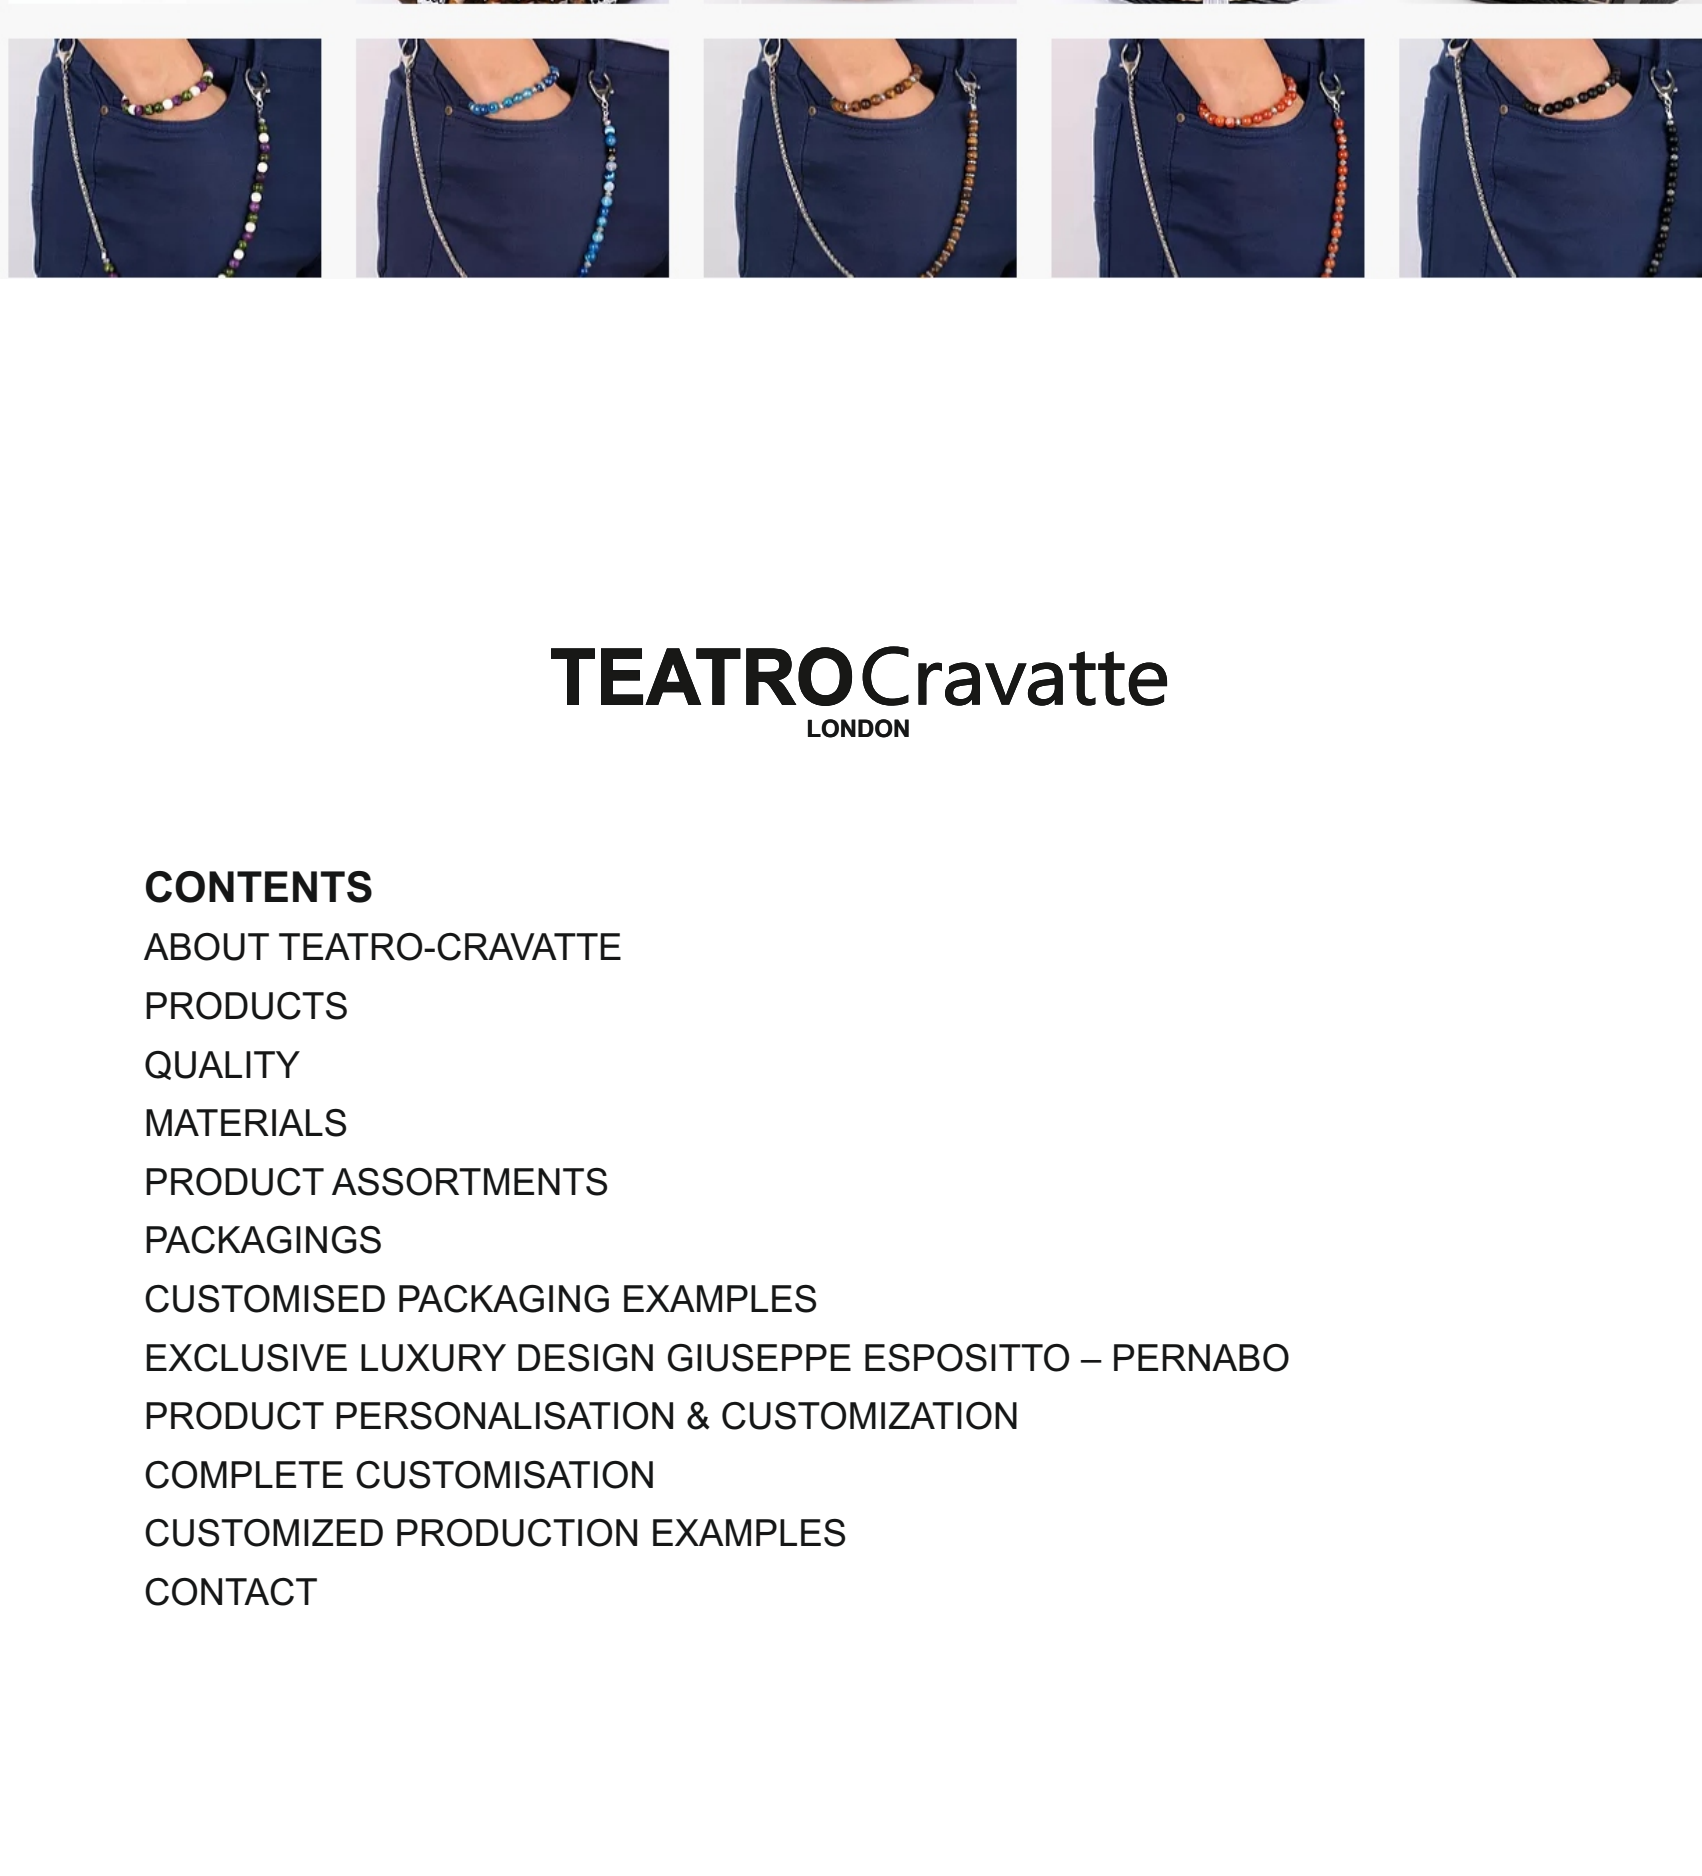 TEATROCravatte
LONDON
CONTENTS
ABOUT TEATRO-CRAVATTE
PRODUCTS
QUALITY
MATERIALS
PRODUCT ASSORTMENTS
PACKAGINGS
CUSTOMISED PACKAGING EXAMPLES
EXCLUSIVE LUXURY DESIGN GIUSEPPE ESPOSITTO – PERNABO
PRODUCT PERSONALISATION & CUSTOMIZATION
COMPLETE CUSTOMISATION
CUSTOMIZED PRODUCTION EXAMPLES
CONTACT